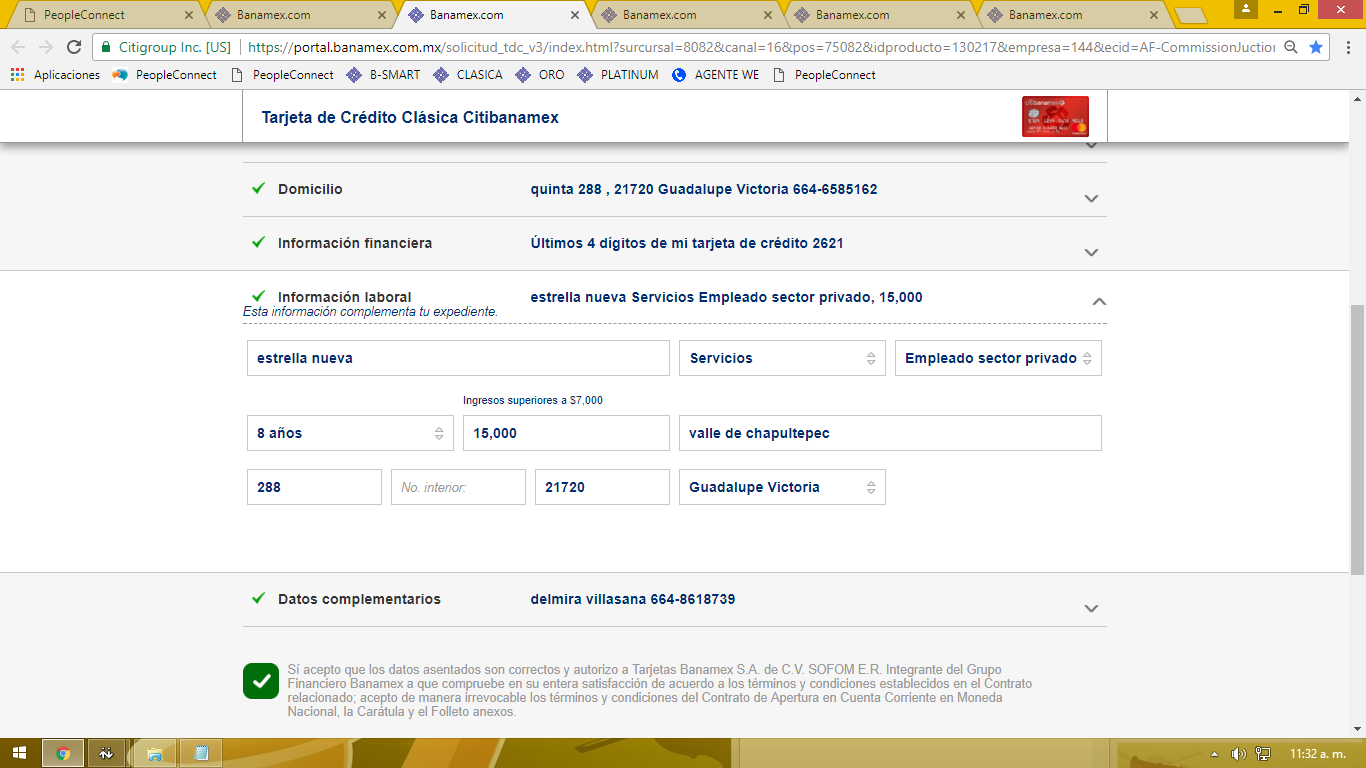 PeopleConnect
Banamex.com
Banamex.com
Banamex.com
Banamex.com
Banamex.com
Citigroup Inc. [US]
https://portal.banamex.com.mx/solicitud_tdc_v3/index.html?surcursal=8082&canal=16&pos=75082&idproducto=130217&empresa=144&ecid=AF-CommissionJuctio
Aplicaciones
PeopleConnect
PeopleConnect
B-SMART
CLASICA
ORO
PLATINUM
AGENTE WE
PeopleConnect
Tarjeta de Crédito Clásica Citibanamex
Domicilio
quinta 288 , 21720 Guadalupe Victoria 664-6585162
Información financiera
Últimos 4 dígitos de mi tarjeta de crédito 2621
Información laboral
estrella nueva Servicios Empleado sector privado, 15,000
Esta información complementa tu expediente.
estrella nueva
Servicios
Empleado sector privado
Ingresos superiores a $7,000
8 años
15,000
valle de chapultepec
288
No. interior:
21720
Guadalupe Victoria
Datos complementarios
delmira villasana 664-8618739
Sí acepto que los datos asentados son correctos y autorizo a Tarjetas Banamex S.A. de C.V. SOFOM E.R. Integrante del Grupo
Financiero Banamex a que compruebe en su entera satisfacción de acuerdo a los términos y condiciones establecidos en el Contrato
relacionado; acepto de manera irrevocable los términos y condiciones del Contrato de Apertura en Cuenta Corriente en Moneda
Nacional, la Carátula y el Folleto anexos.
11:32 a. m.